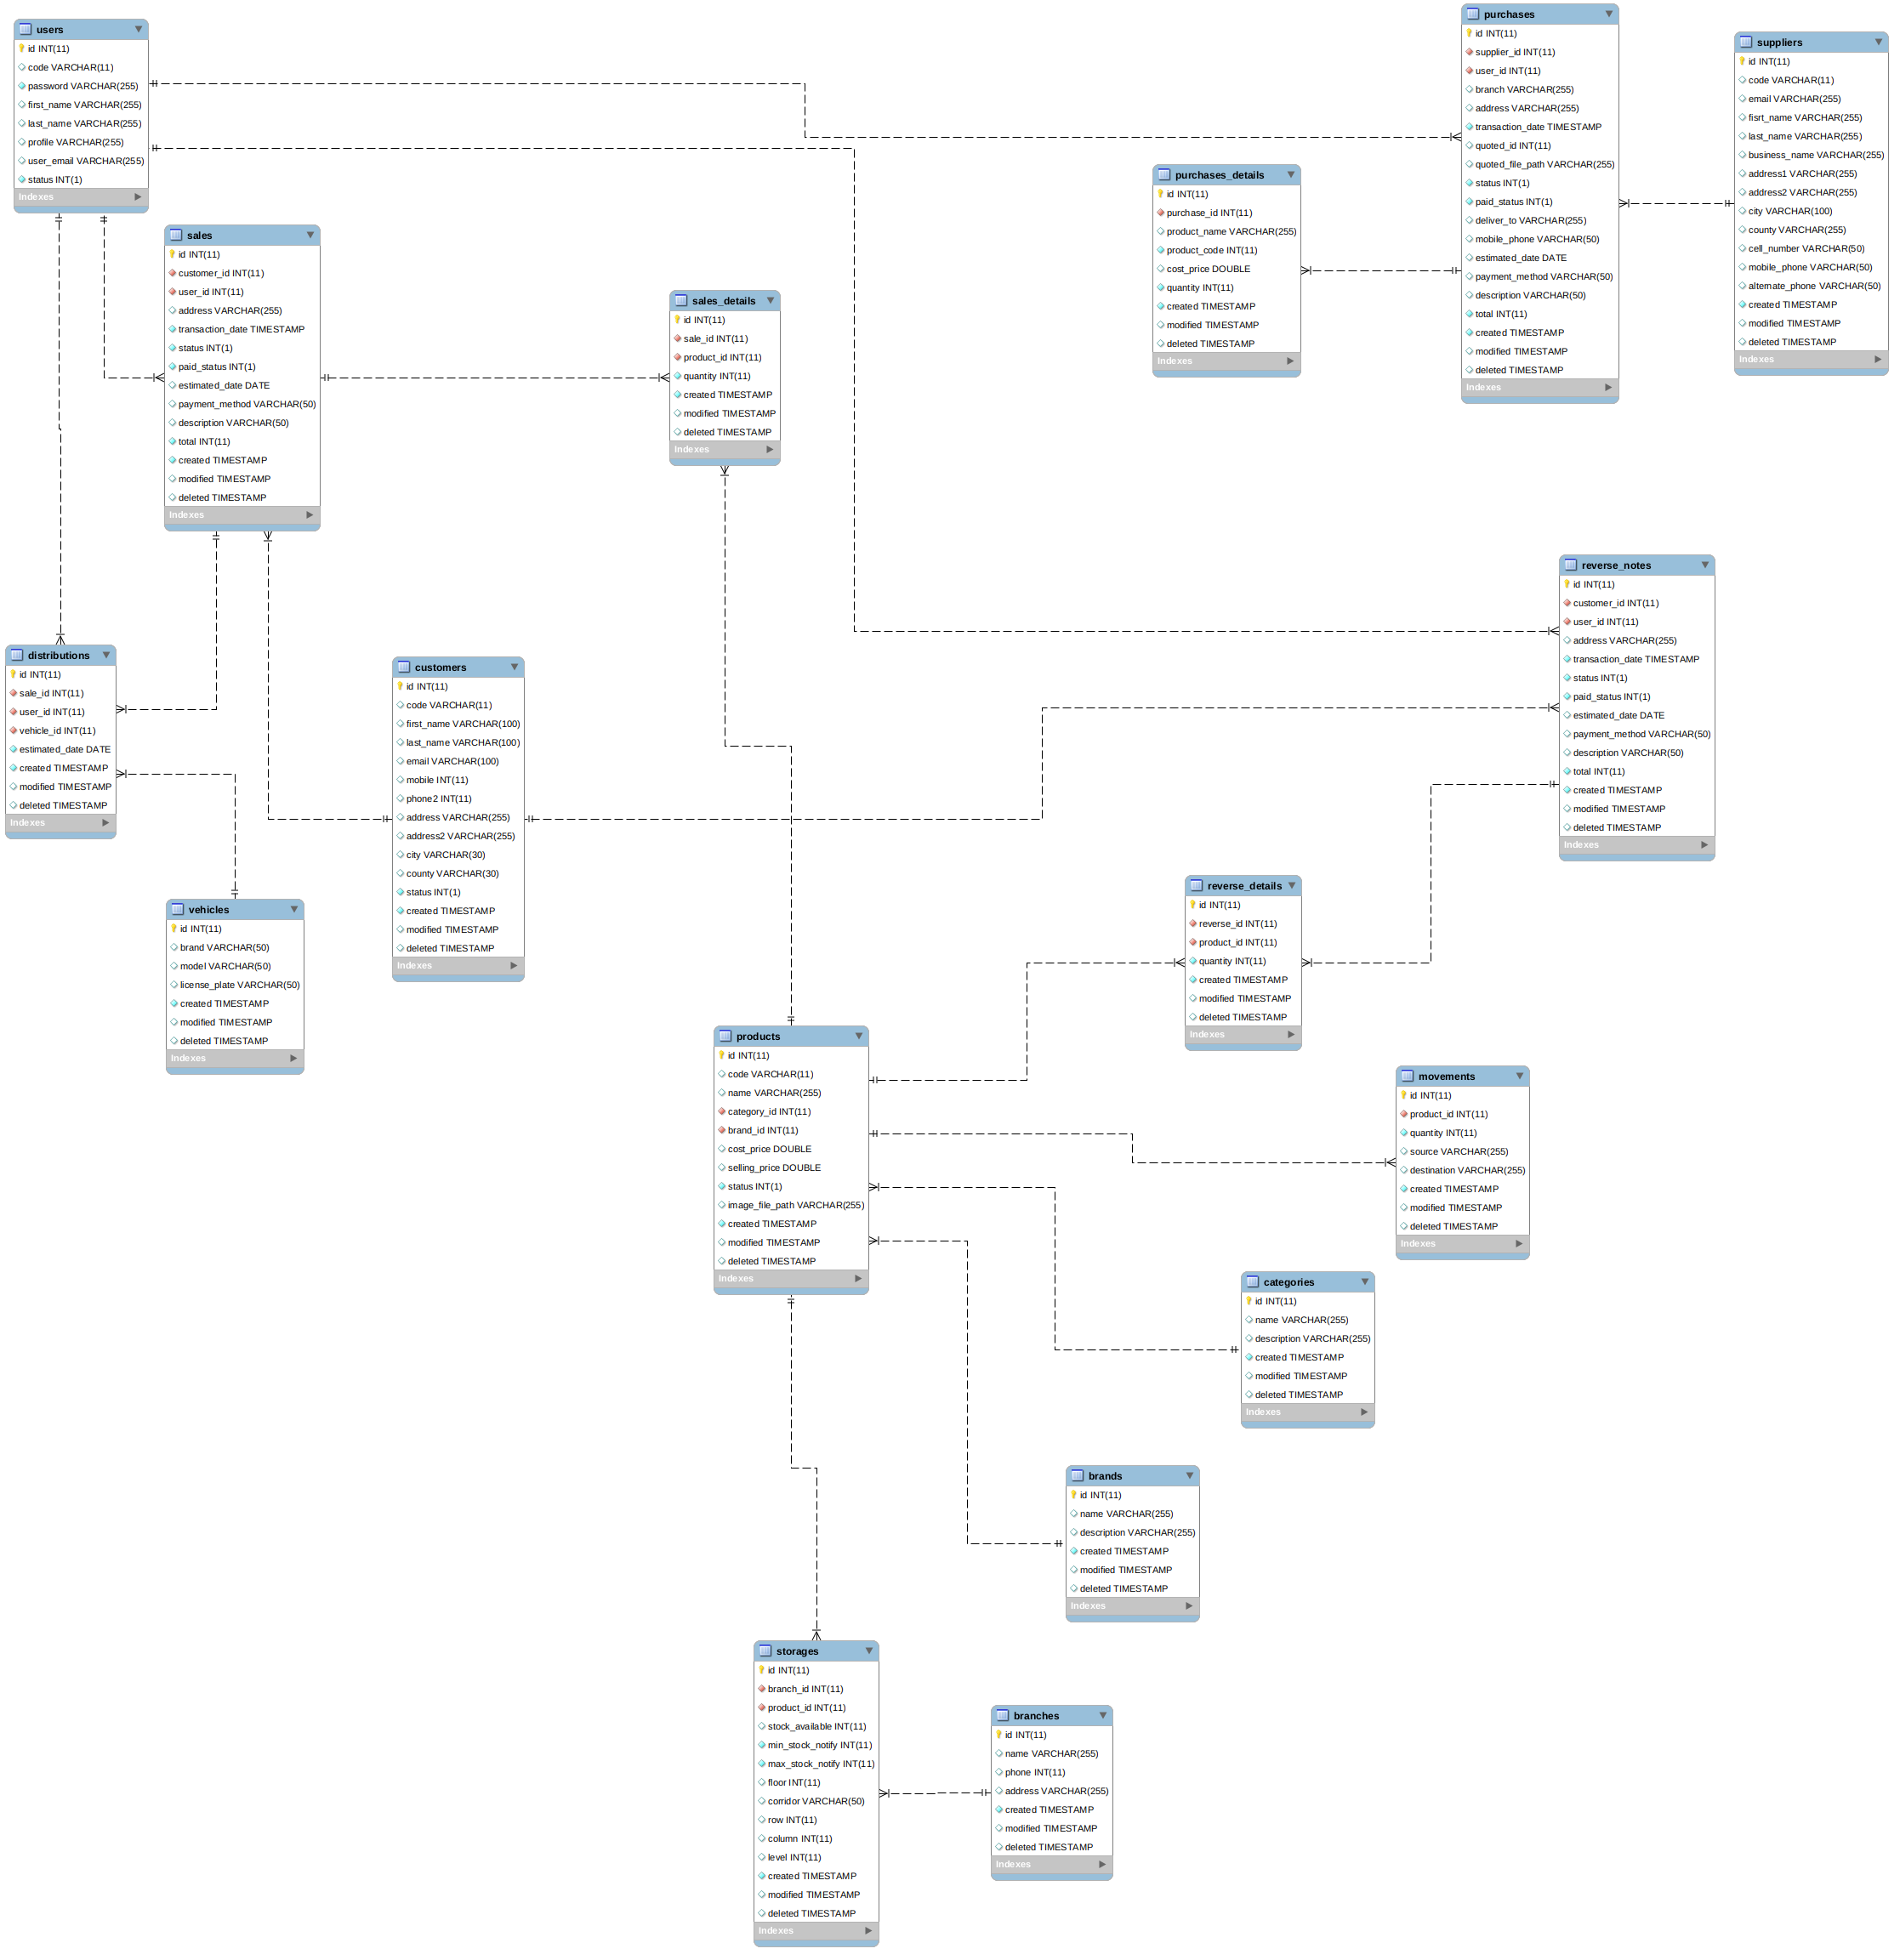 users
id INT(11)
code VARCHAR(11)
password VARCHAR(255)
first_name VARCHAR(255)
last_name VARCHAR(255)
profile VARCHAR(255)
user_email VARCHAR(255)
status INT(1)
Indexes
purchases
id INT(11)
supplier_id INT(11)
user_id INT(11)
branch VARCHAR(255)
address VARCHAR(255)
transaction_date TIMESTAMP
quoted_id INT(11)
quoted_file_path VARCHAR(255)
status INT(1)
paid_status INT(1)
deliver_to VARCHAR(255)
mobile_phone VARCHAR(50)
estimated_date DATE
payment_method VARCHAR(50)
description VARCHAR(50)
total INT(11)
created TIMESTAMP
modified TIMESTAMP
deleted TIMESTAMP
Indexes
suppliers
id INT(11)
code VARCHAR(11)
email VARCHAR(255)
fisrt_name VARCHAR(255)
last_name VARCHAR(255)
business_name VARCHAR(255)
address1 VARCHAR(255)
address2 VARCHAR(255)
city VARCHAR(100)
county VARCHAR(255)
cell_number VARCHAR(50)
mobile_phone VARCHAR(50)
alternate_phone VARCHAR(50)
created TIMESTAMP
modified TIMESTAMP
deleted TIMESTAMP
Indexes
purchases_details
id INT(11)
purchase_id INT(11)
product_name VARCHAR(255)
product_code INT(11)
cost_price DOUBLE
quantity INT(11)
created TIMESTAMP
modified TIMESTAMP
deleted TIMESTAMP
Indexes
sales
id INT(11)
customer_id INT(11)
user_id INT(11)
address VARCHAR(255)
transaction_date TIMESTAMP
status INT(1)
paid_status INT(1)
estimated_date DATE
payment_method VARCHAR(50)
description VARCHAR(50)
total INT(11)
created TIMESTAMP
modified TIMESTAMP
deleted TIMESTAMP
Indexes
sales_details
id INT(11)
sale_id INT(11)
product_id INT(11)
quantity INT(11)
created TIMESTAMP
modified TIMESTAMP
deleted TIMESTAMP
Indexes
reverse_notes
id INT(11)
customer_id INT(11)
user_id INT(11)
address VARCHAR(255)
transaction_date TIMESTAMP
status INT(1)
paid_status INT(1)
estimated_date DATE
payment_method VARCHAR(50)
description VARCHAR(50)
total INT(11)
created TIMESTAMP
modified TIMESTAMP
deleted TIMESTAMP
Indexes
distributions
id INT(11)
sale_id INT(11)
user_id INT(11)
vehicle_id INT(11)
estimated_date DATE
created TIMESTAMP
modified TIMESTAMP
deleted TIMESTAMP
Indexes
customers
id INT(11)
code VARCHAR(11)
first_name VARCHAR(100)
last_name VARCHAR(100)
email VARCHAR(100)
mobile INT(11)
phone2 INT(11)
address VARCHAR(255)
address2 VARCHAR(255)
city VARCHAR(30)
county VARCHAR(30)
status INT(1)
created TIMESTAMP
modified TIMESTAMP
deleted TIMESTAMP
Indexes
vehicles
id INT(11)
brand VARCHAR(50)
model VARCHAR(50)
license_plate VARCHAR(50)
created TIMESTAMP
modified TIMESTAMP
deleted TIMESTAMP
Indexes
reverse_details
id INT(11)
reverse_id INT(11)
product_id INT(11)
quantity INT(11)
created TIMESTAMP
modified TIMESTAMP
deleted TIMESTAMP
Indexes
products
id INT(11)
code VARCHAR(11)
name VARCHAR(255)
category_id INT(11)
brand_id INT(11)
cost_price DOUBLE
selling_price DOUBLE
status INT(1)
image_file_path VARCHAR(255)
created TIMESTAMP
modified TIMESTAMP
deleted TIMESTAMP
Indexes
movements
id INT(11)
product_id INT(11)
quantity INT(11)
source VARCHAR(255)
destination VARCHAR(255)
created TIMESTAMP
modified TIMESTAMP
deleted TIMESTAMP
Indexes
categories
id INT(11)
name VARCHAR(255)
description VARCHAR(255)
created TIMESTAMP
modified TIMESTAMP
deleted TIMESTAMP
Indexes
brands
id INT(11)
name VARCHAR(255)
description VARCHAR(255)
created TIMESTAMP
modified TIMESTAMP
deleted TIMESTAMP
Indexes
storages
id INT(11)
branch_id INT(11)
product_id INT(11)
stock_available INT(11)
min_stock_notify INT(11)
max_stock_notify INT(11)
floor INT(11)
corridor VARCHAR(50)
row INT(11)
column INT(11)
level INT(11)
created TIMESTAMP
modified TIMESTAMP
deleted TIMESTAMP
Indexes
branches
id INT(11)
name VARCHAR(255)
phone INT(11)
address VARCHAR(255)
created TIMESTAMP
modified TIMESTAMP
deleted TIMESTAMP
Indexes